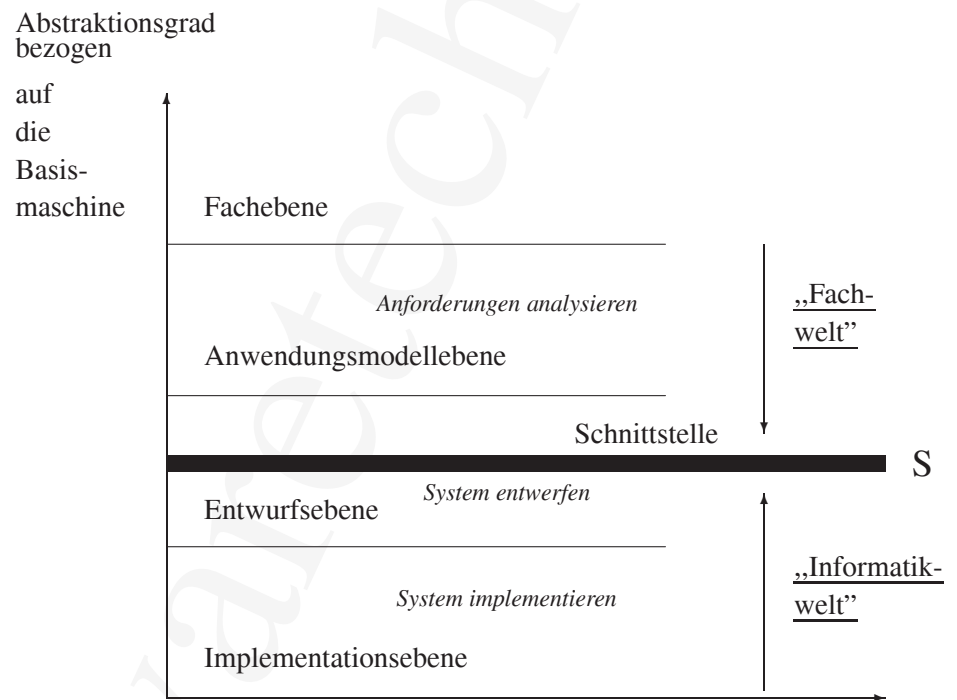 Abstraktionsgrad
bezogen
auf
die
Basis-
maschine
Fachebene
Anforderungen analysieren
,,Fach-
welt”
Anwendungsmodellebene
Schnittstelle
S
System entwerfen
Entwurfsebene
,,Informatik-
welt”
System implementieren
Implementationsebene